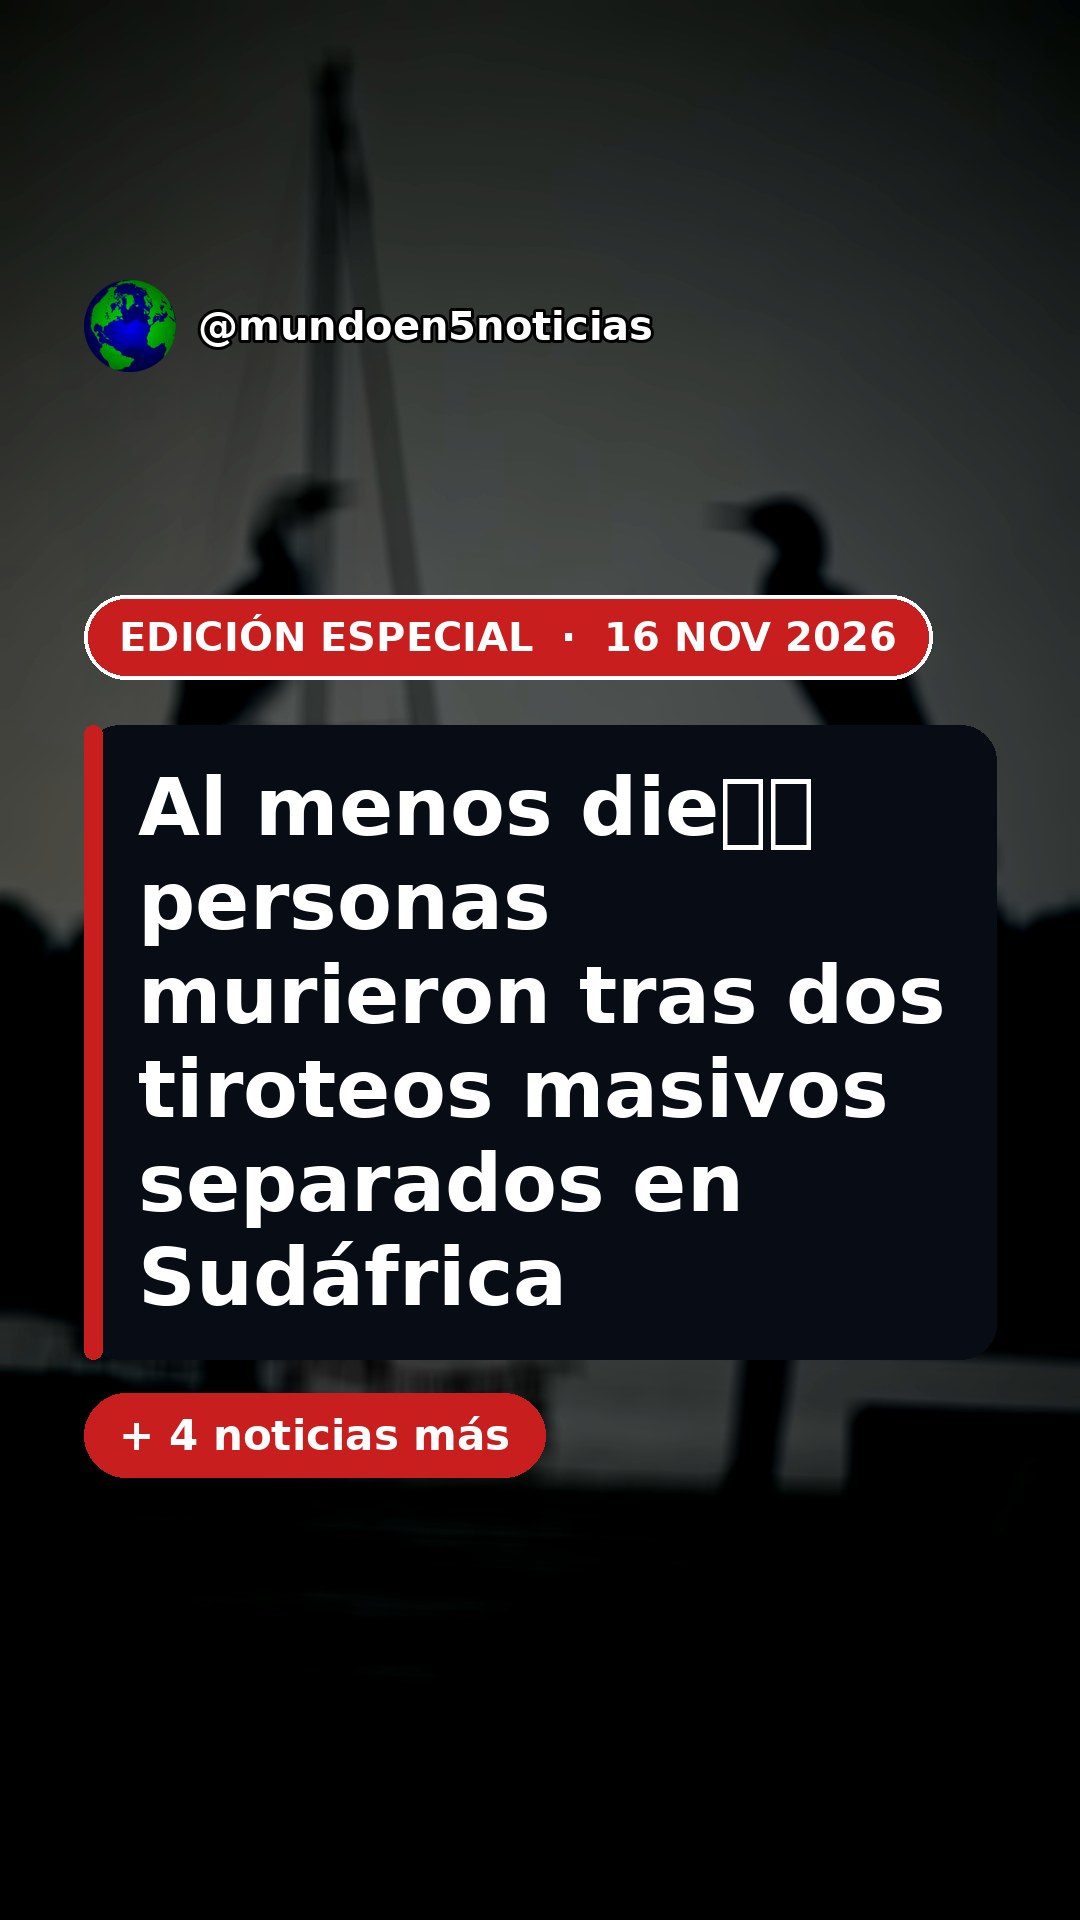 @mundoen5noticias
EDICIÓN ESPECIAL · 16 NOV 2026
Al menos
personas
murieron tras dos
tiroteos masivos
separados en
Sudáfrica
+ 4 noticias más